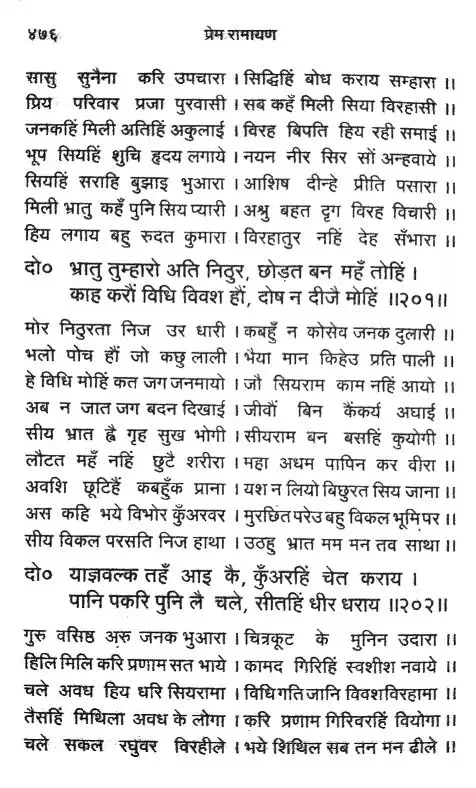 ४७६ प्रेम रामायण
सासु सुनैना करि उपचारा । सिद्धिहिं बोध कराय सम्हारा ॥
प्रिय परिवार प्रजा पुरवासी । सब कहँ मिली सिया विरहासी ॥
जनकहिं मिली अतिहिं अकुलाई । विरह बिपति हिय रही समाई ॥
भूप सियहिं शुचि हृदय लगाये । नयन नीर सिर सों अन्हवाये ॥
सियहिं सराहि बुझाइ भुआरा । आशिष दीन्हे प्रीति पसारा ॥
मिली भ्रातु कहँ पुनि सिय प्यारी । अश्रु बहत दृग विरह विचारी ॥
हिय लगाय बहु रुदत कुमारा । विरहातुर नहिं देह सँभारा ॥
दो० भ्रातु तुम्हारो अति निठुर, छोड़त बन महँ तोहिं ।
काह करौं विधि विवश हौं, दोष न दीजै मोहिं ॥२०१॥
मोर निठुरता निज उर धारी । कबहुँ न कोसेव जनक दुलारी ॥
भलो पोच हौं जो कछु लाली । भैया मान किहेउ प्रति पाली ॥
हे विधि मोहिं कत जग जनमायो । जौ सियराम काम नहिं आयो ॥
अब न जात जग बदन दिखाई । जीवौं बिन कैंकर्य अघाई ॥
सीय भ्रात ह्वै गृह सुख भोगी । सीयराम बन बसहिं कुयोगी ॥
लौटत महँ नहिं छुटै शरीरा । महा अधम पापिन कर वीरा ॥
अवशि छूटिहैं कबहुँक प्राना । यश न लियो बिछुरत सिय जाना ॥
अस कहि भये विभोर कुँअरवर । मुरछित परेउ बहु विकल भूमि पर ॥
सीय विकल परसति निज हाथा । उठहु भ्रात मम मन तव साथा ॥
दो० याज्ञवल्क तहँ आइ कै, कुँअरहिं चेत कराय ।
पानि पकरि पुनि लै चले, सीतहिं धीर धराय ॥२०२॥
गुरु वसिष्ठ अरु जनक भुआरा । चित्रकूट के मुनिन उदारा ॥
हिलि मिलि करि प्रणाम सत भाये । कामद गिरिहिं स्वशीश नवाये ॥
चले अवध हिय धरि सियरामा । विधि गति जानि विवश विरहामा ॥
तैसहिं मिथिला अवध के लोगा । करि प्रणाम गिरिवरहिं वियोगा ॥
चले सकल रघुवर विरहीले । भये शिथिल सब तन मन ढीले ॥